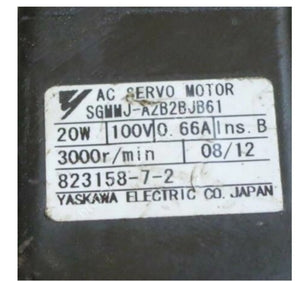 AC SERVO MOTOR
SGMMJ-A2B2BJB61
20W 100V 0.66A Ins. B
3000r/min 08/12
823158-7-2
YASKAWA ELECTRIC CO. JAPAN